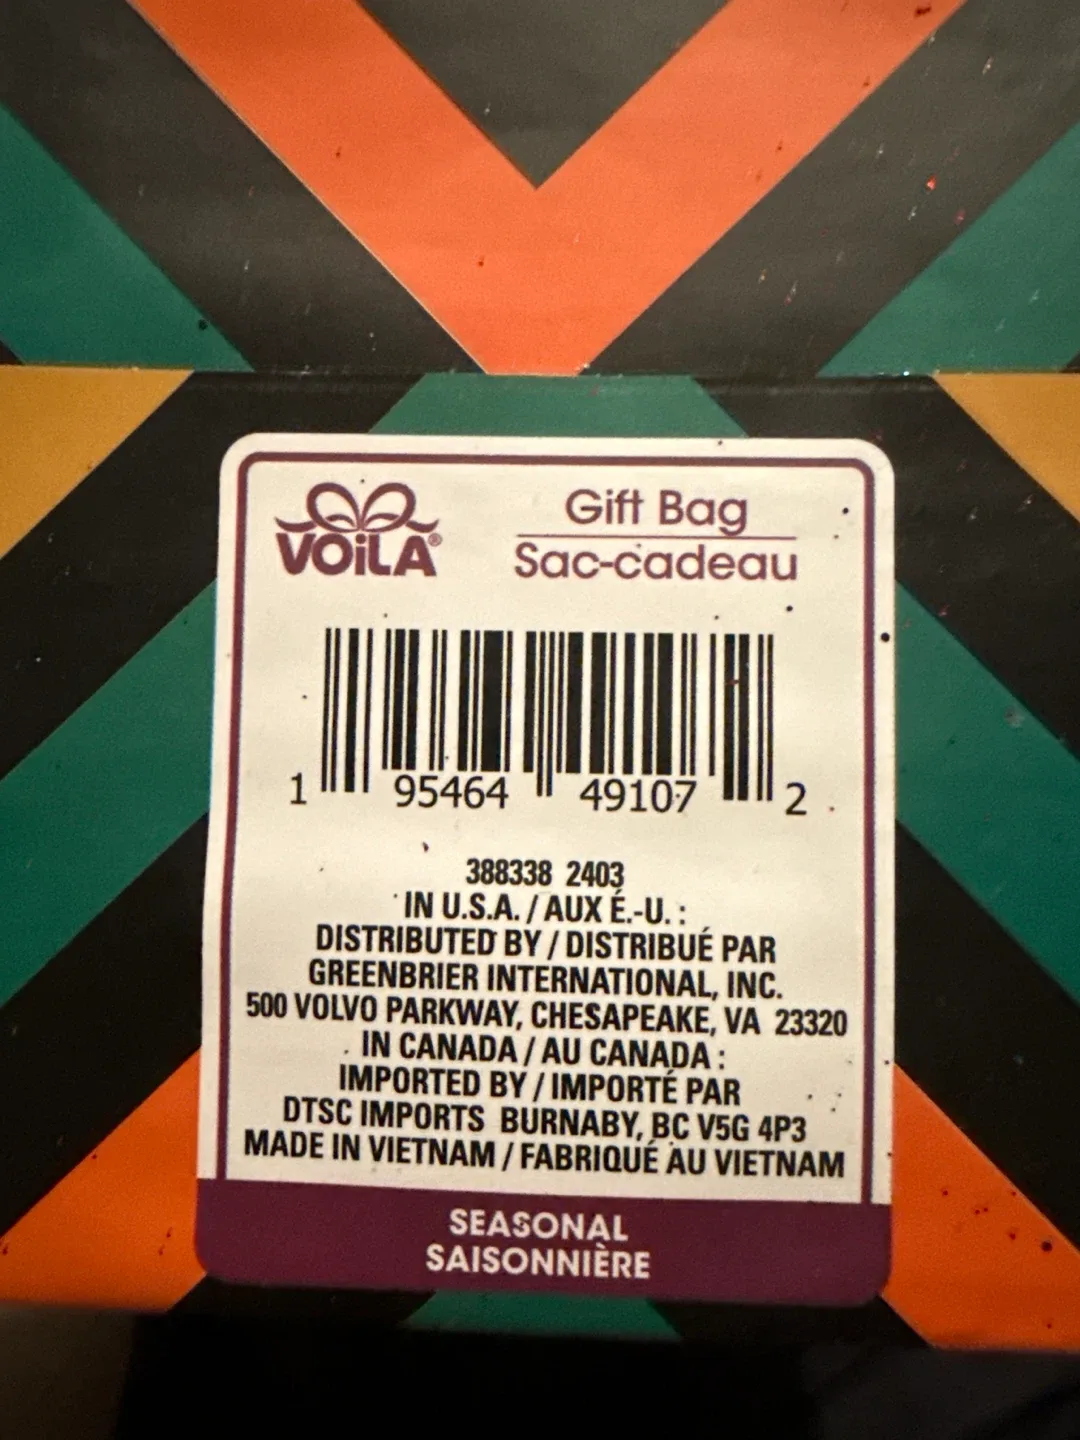 VOiLA®
Gift Bag
Sac-cadeau
1 95464 49107 2
388338 2403
IN U.S.A. / AUX É.-U. :
DISTRIBUTED BY / DISTRIBUÉ PAR
GREENBRIER INTERNATIONAL, INC.
500 VOLVO PARKWAY, CHESAPEAKE, VA 23320
IN CANADA / AU CANADA :
IMPORTED BY / IMPORTÉ PAR
DTSC IMPORTS BURNABY, BC V5G 4P3
MADE IN VIETNAM / FABRIQUÉ AU VIETNAM
SEASONAL
SAISONNIÈRE